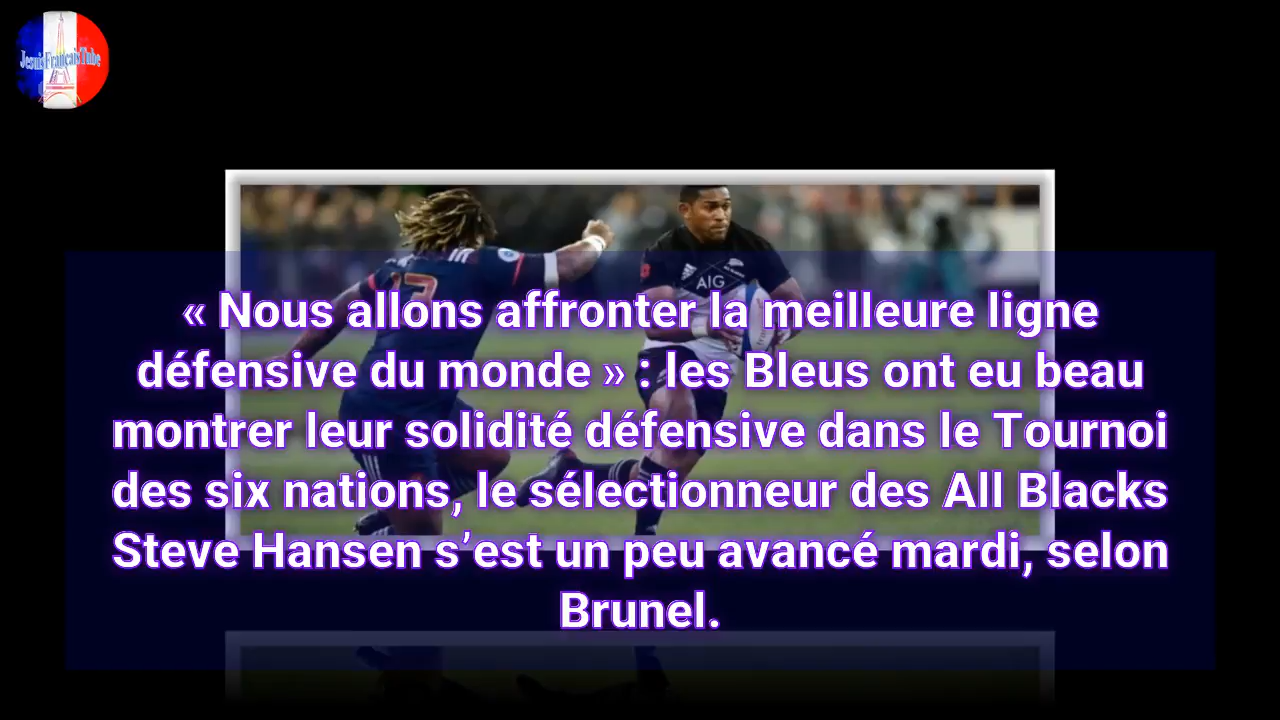 JesuisFrançaisTube
AIG
« Nous allons affronter la meilleure ligne
défensive du monde » : les Bleus ont eu beau
montrer leur solidité défensive dans le Tournoi
des six nations, le sélectionneur des All Blacks
Steve Hansen s’est un peu avancé mardi, selon
Brunel.